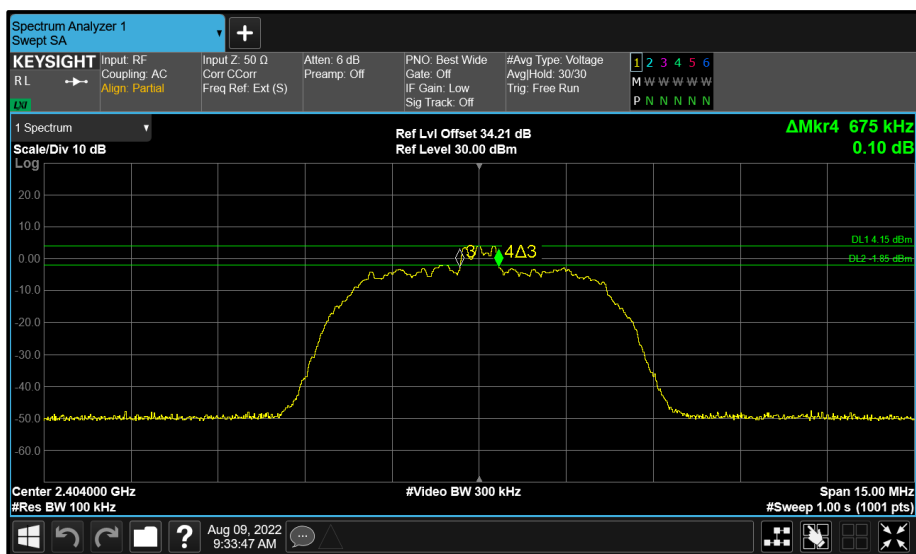 Spectrum Analyzer 1
Swept SA
KEYSIGHT
R L
LXI
Input: RF
Coupling: AC
Align: Partial
Input Z: 50 Ω
Corr CCorr
Freq Ref: Ext (S)
Atten: 6 dB
Preamp: Off
PNO: Best Wide
Gate: Off
IF Gain: Low
Sig Track: Off
#Avg Type: Voltage
Avg|Hold: 30/30
Trig: Free Run
1 2 3 4 5 6
M W W W W W
P N N N N N
1 Spectrum
Scale/Div 10 dB
Ref Lvl Offset 34.21 dB
Ref Level 30.00 dBm
ΔMkr4 675 kHz
0.10 dB
Log
20.0
10.0
0.00
-10.0
-20.0
-30.0
-40.0
-50.0
-60.0
3
4Δ3
DL1 4.15 dBm
DL2 -1.85 dBm
Center 2.404000 GHz
#Res BW 100 kHz
#Video BW 300 kHz
Span 15.00 MHz
#Sweep 1.00 s (1001 pts)
?
Aug 09, 2022
9:33:47 AM